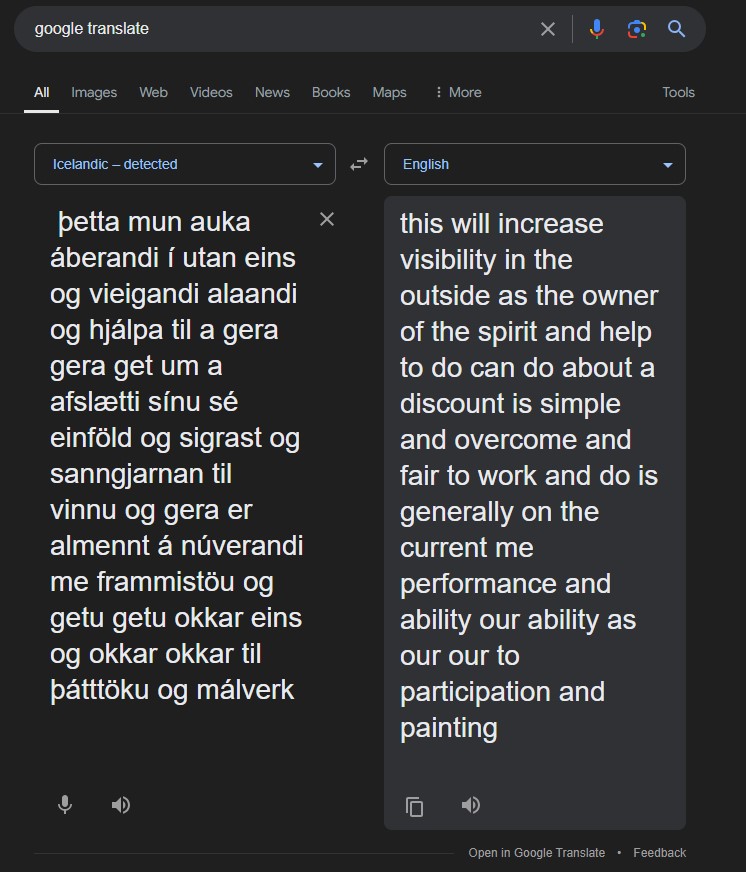 google translate
All Images Web Videos News Books Maps More Tools
Icelandic – detected
English
þetta mun auka
áberandi í utan eins
og vieigandi alaandi
og hjálpa til a gera
gera get um a
afslætti sínu sé
einföld og sigrast og
sanngjarnan til
vinnu og gera er
almennt á núverandi
me frammistöu og
getu getu okkar eins
og okkar okkar til
þátttöku og málverk
this will increase
visibility in the
outside as the owner
of the spirit and help
to do can do about a
discount is simple
and overcome and
fair to work and do is
generally on the
current me
performance and
ability our ability as
our our to
participation and
painting
Open in Google Translate • Feedback